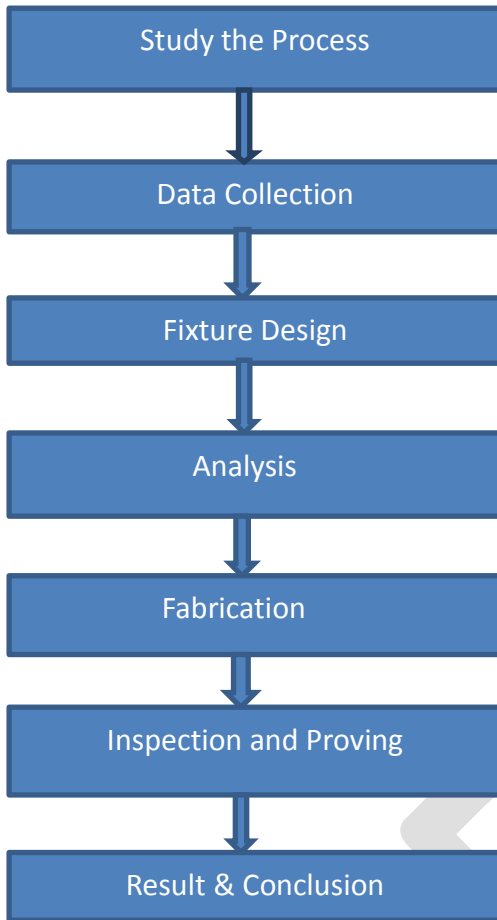 Study the Process
Data Collection
Fixture Design
Analysis
Fabrication
Inspection and Proving
Result & Conclusion